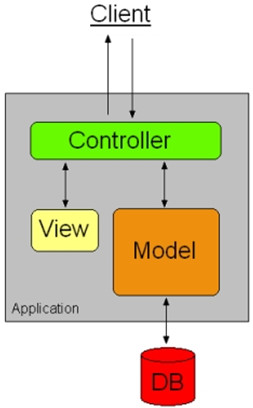 Client
Controller
View
Model
Application
DB